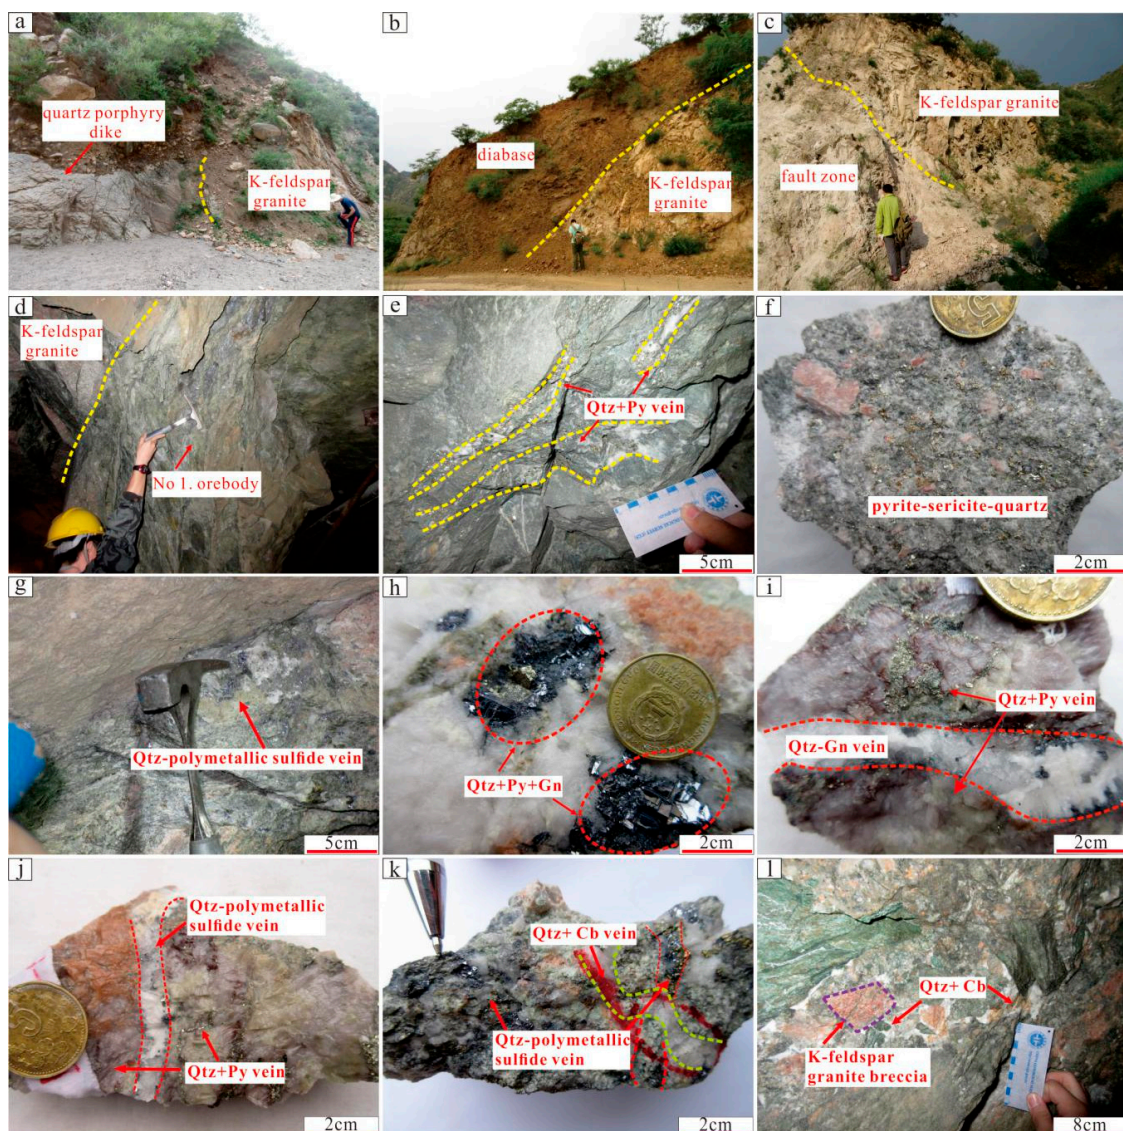 a
quartz porphyry
dike
K-feldspar
granite
b
diabase
K-feldspar
granite
c
K-feldspar granite
fault zone
d
K-feldspar
granite
No 1. orebody
e
Qtz+Py vein
5cm
f
pyrite-sericite-quartz
2cm
g
Qtz-polymetallic sulfide vein
5cm
h
Qtz+Py+Gn
2cm
i
Qtz+Py vein
Qtz-Gn vein
2cm
j
Qtz-polymetallic
sulfide vein
Qtz+Py vein
2cm
k
Qtz+ Cb vein
Qtz-polymetallic
sulfide vein
2cm
l
Qtz+ Cb
K-feldspar
granite breccia
8cm